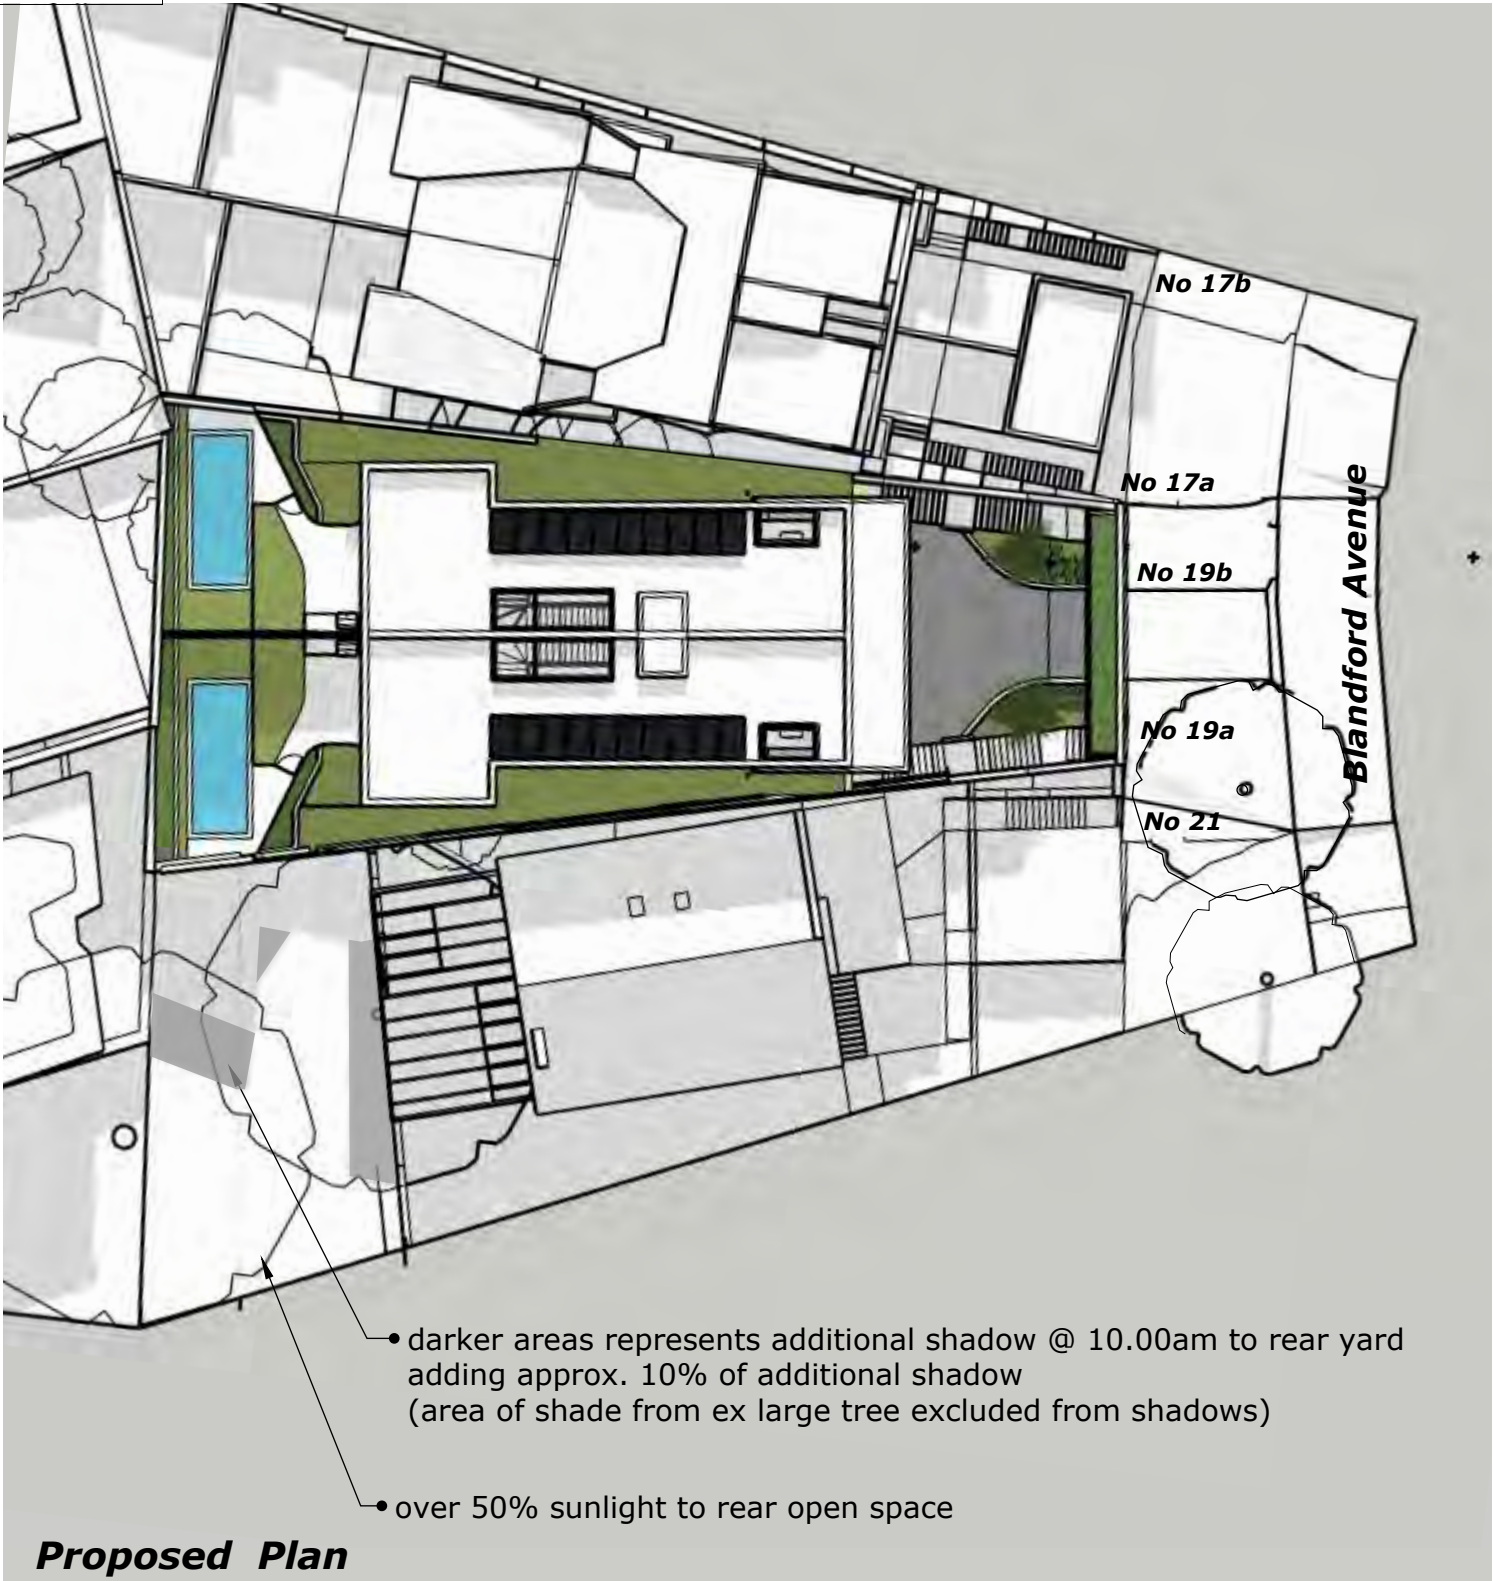 No 17b
No 17a
No 19b
Blandford Avenue
No 19a
No 21
darker areas represents additional shadow @ 10.00am to rear yard
adding approx. 10% of additional shadow
(area of shade from ex large tree excluded from shadows)
over 50% sunlight to rear open space
Proposed Plan